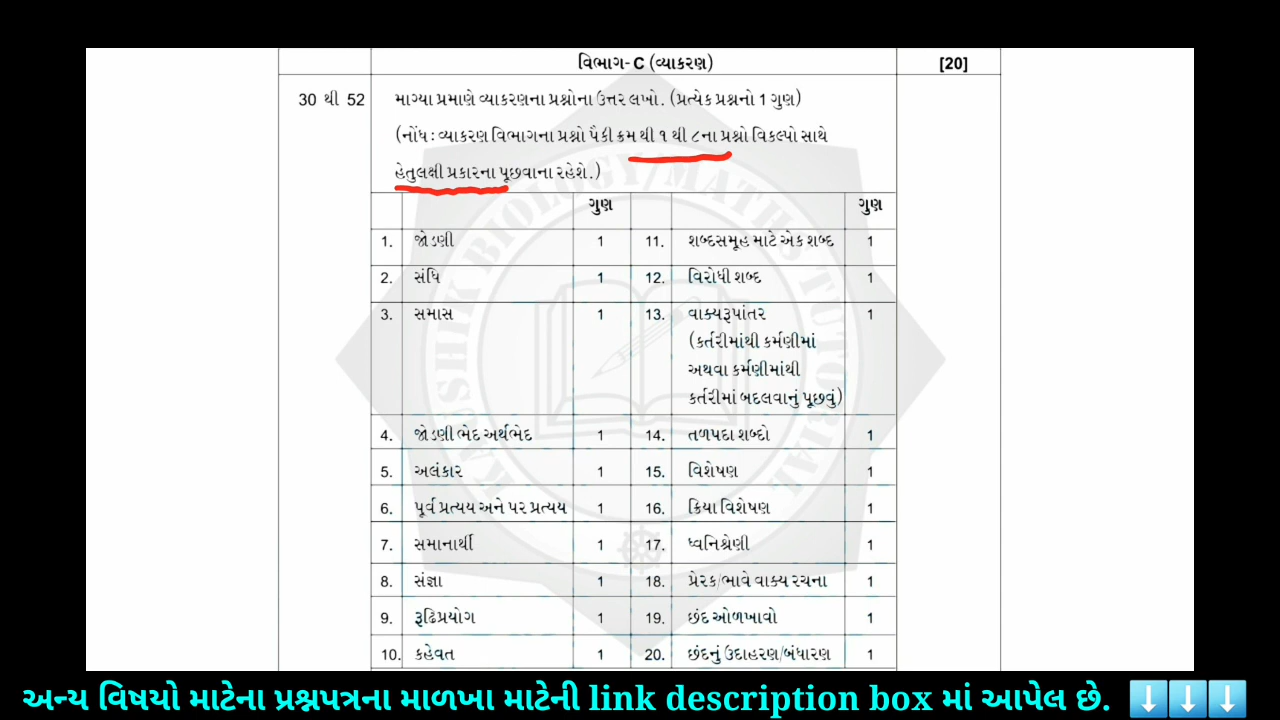 વિભાગ- C (વ્યાકરણ) [20]
30 થી 52 માગ્યા પ્રમાણે વ્યાકરણના પ્રશ્નોના ઉત્તર લખો. (પ્રત્યેક પ્રશ્નનો 1 ગુણ)
(નોંધ : વ્યાકરણ વિભાગના પ્રશ્નો પૈકી ક્રમ થી ૧ થી ૮ના પ્રશ્નો વિકલ્પો સાથે
હેતુલક્ષી પ્રકારના પૂછવાના રહેશે.)
ગુણ ગુણ
1. જોડણી 1 11. શબ્દસમૂહ માટે એક શબ્દ 1
2. સંધિ 1 12. વિરોધી શબ્દ 1
3. સમાસ 1 13. વાક્યરૂપાંતર 1
(કર્તરીમાંથી કર્મણીમાં
અથવા કર્મણીમાંથી
કર્તરીમાં બદલવાનું પૂછવું)
4. જોડણી ભેદ અર્થભેદ 1 14. તળપદા શબ્દો 1
5. અલંકાર 1 15. વિશેષણ 1
6. પૂર્વ પ્રત્યય અને પર પ્રત્યય 1 16. ક્રિયા વિશેષણ 1
7. સમાનાર્થી 1 17. ધ્વનિશ્રેણી 1
8. સંજ્ઞા 1 18. પ્રેરક/ભાવે વાક્ય રચના 1
9. રૂઢિપ્રયોગ 1 19. છંદ ઓળખાવો 1
10. કહેવત 1 20. છંદનું ઉદાહરણ/બંધારણ 1
KAUSHIK BIOLOGY/MATHS TUTORIAL
અન્ય વિષયો માટેના પ્રશ્નપત્રના માળખા માટેની link description box માં આપેલ છે. ⬇️⬇️⬇️